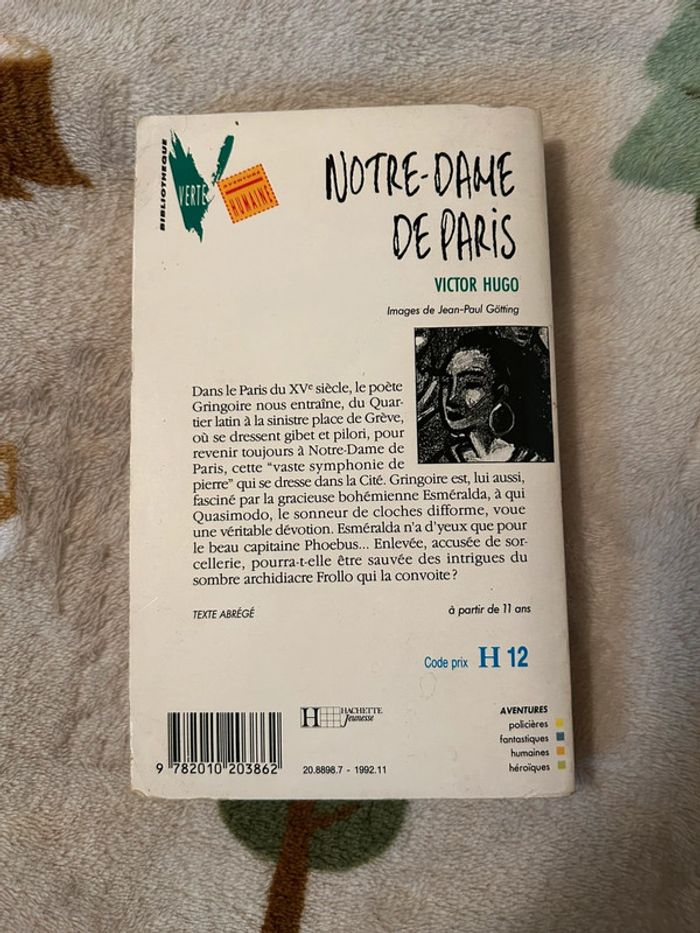 BIBLIOTHEQUE
VERTE
AVENTURE
HUMAINE
NOTRE-DAME
DE PARIS
VICTOR HUGO
Images de Jean-Paul Götting
Dans le Paris du XVe siècle, le poète
Gringoire nous entraîne, du Quar-
tier latin à la sinistre place de Grève,
où se dressent gibet et pilori, pour
revenir toujours à Notre-Dame de
Paris, cette "vaste symphonie de
pierre" qui se dresse dans la Cité. Gringoire est, lui aussi,
fasciné par la gracieuse bohémienne Esméralda, à qui
Quasimodo, le sonneur de cloches difforme, voue
une véritable dévotion. Esméralda n'a d'yeux que pour
le beau capitaine Phoebus... Enlevée, accusée de sor-
cellerie, pourra-t-elle être sauvée des intrigues du
sombre archidiacre Frollo qui la convoite ?
TEXTE ABRÉGÉ
à partir de 11 ans
Code prix H 12
H HACHETTE
Jeunesse
AVENTURES
policières
fantastiques
humaines
héroïques
9 782010 203862
20.8898.7 - 1992.11